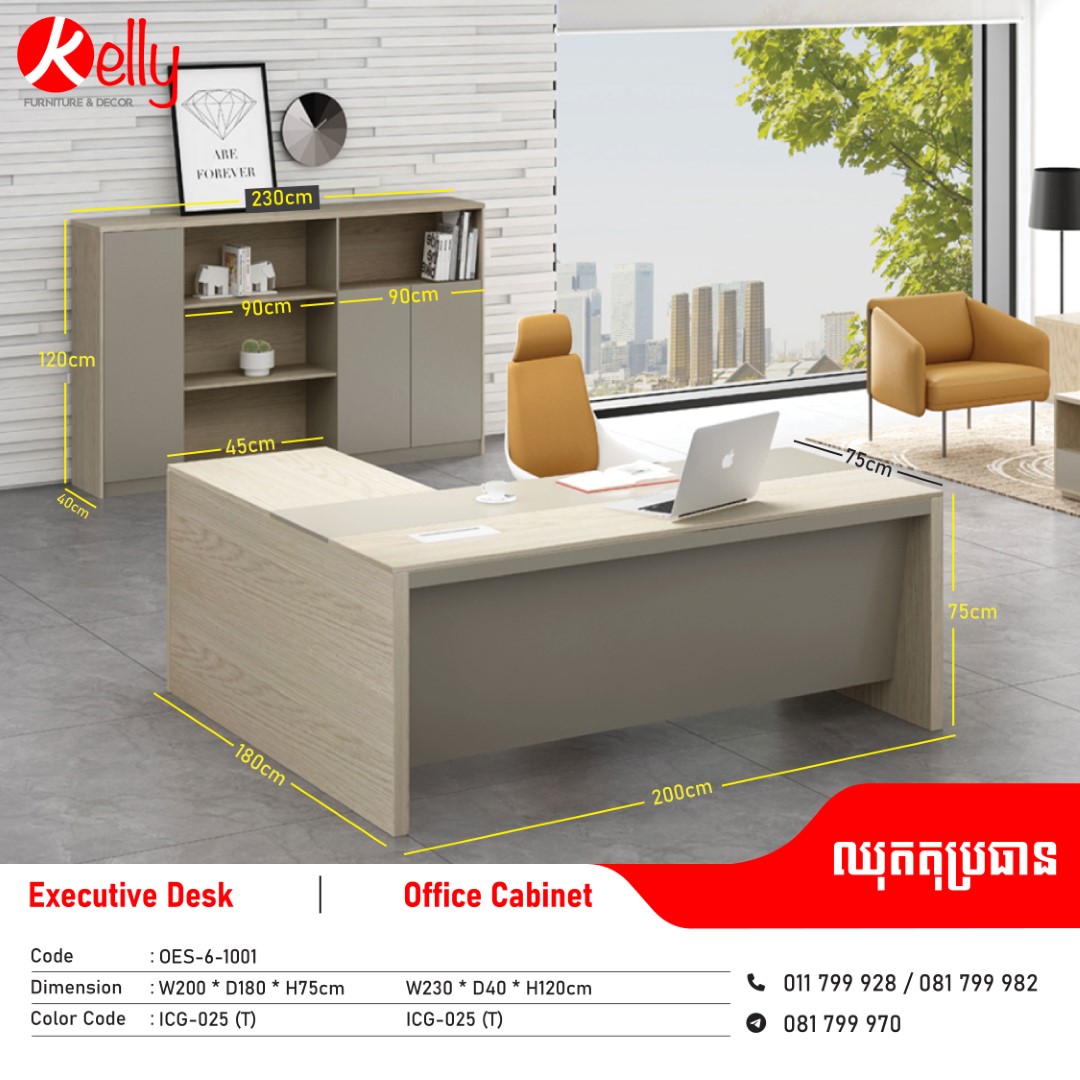 Kelly
FURNITURE & DECOR
ARE
FOREVER
230cm
90cm
90cm
120cm
45cm
40cm
75cm
75cm
180cm
200cm
ឈុតតុប្រធាន
Executive Desk | Office Cabinet
Code : OES-6-1001
Dimension : W200 * D180 * H75cm W230 * D40 * H120cm
Color Code : ICG-025 (T) ICG-025 (T)
011 799 928 / 081 799 982
081 799 970